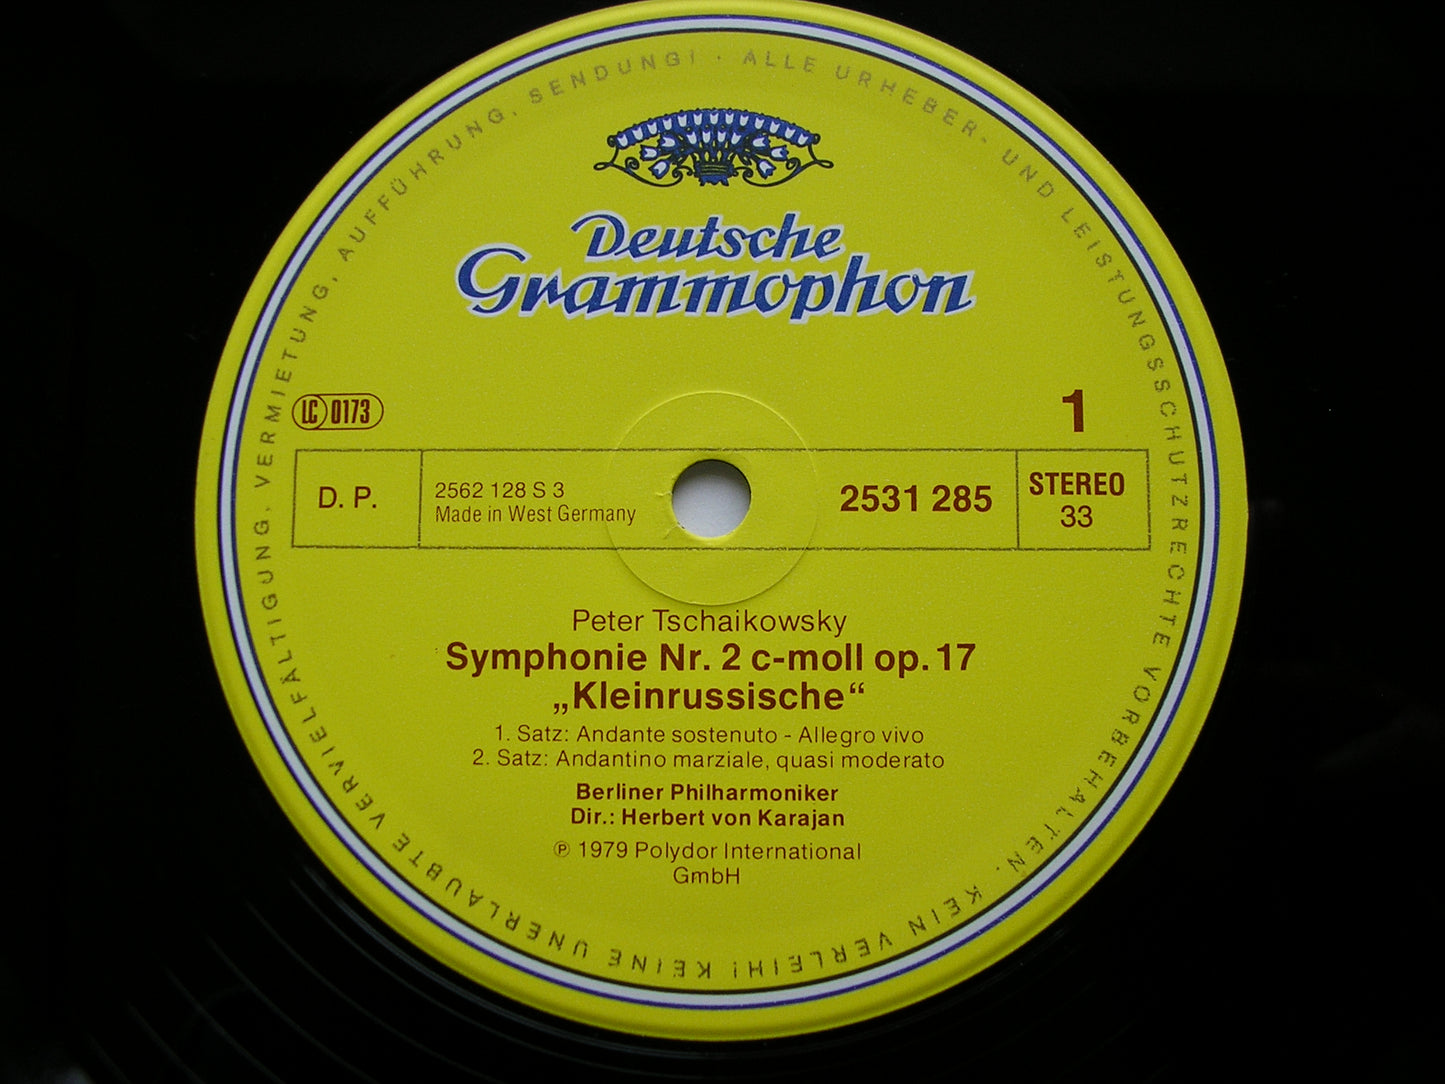 ALLE URHEBER- UND LEISTUNGSSCHUTZRECHTE VORBEHALTEN. KEIN VERLEIH! KEINE UNERLAUBTE VERVIELFÄLTIGUNG, VERMIETUNG, AUFFÜHRUNG, SENDUNG! ·
Deutsche
Grammophon
LC 0173
1
D. P.
2562 128 S 3
Made in West Germany
2531 285
STEREO
33
Peter Tschaikowsky
Symphonie Nr. 2 c-moll op. 17
„Kleinrussische“
1. Satz: Andante sostenuto - Allegro vivo
2. Satz: Andantino marziale, quasi moderato
Berliner Philharmoniker
Dir.: Herbert von Karajan
℗ 1979 Polydor International
GmbH